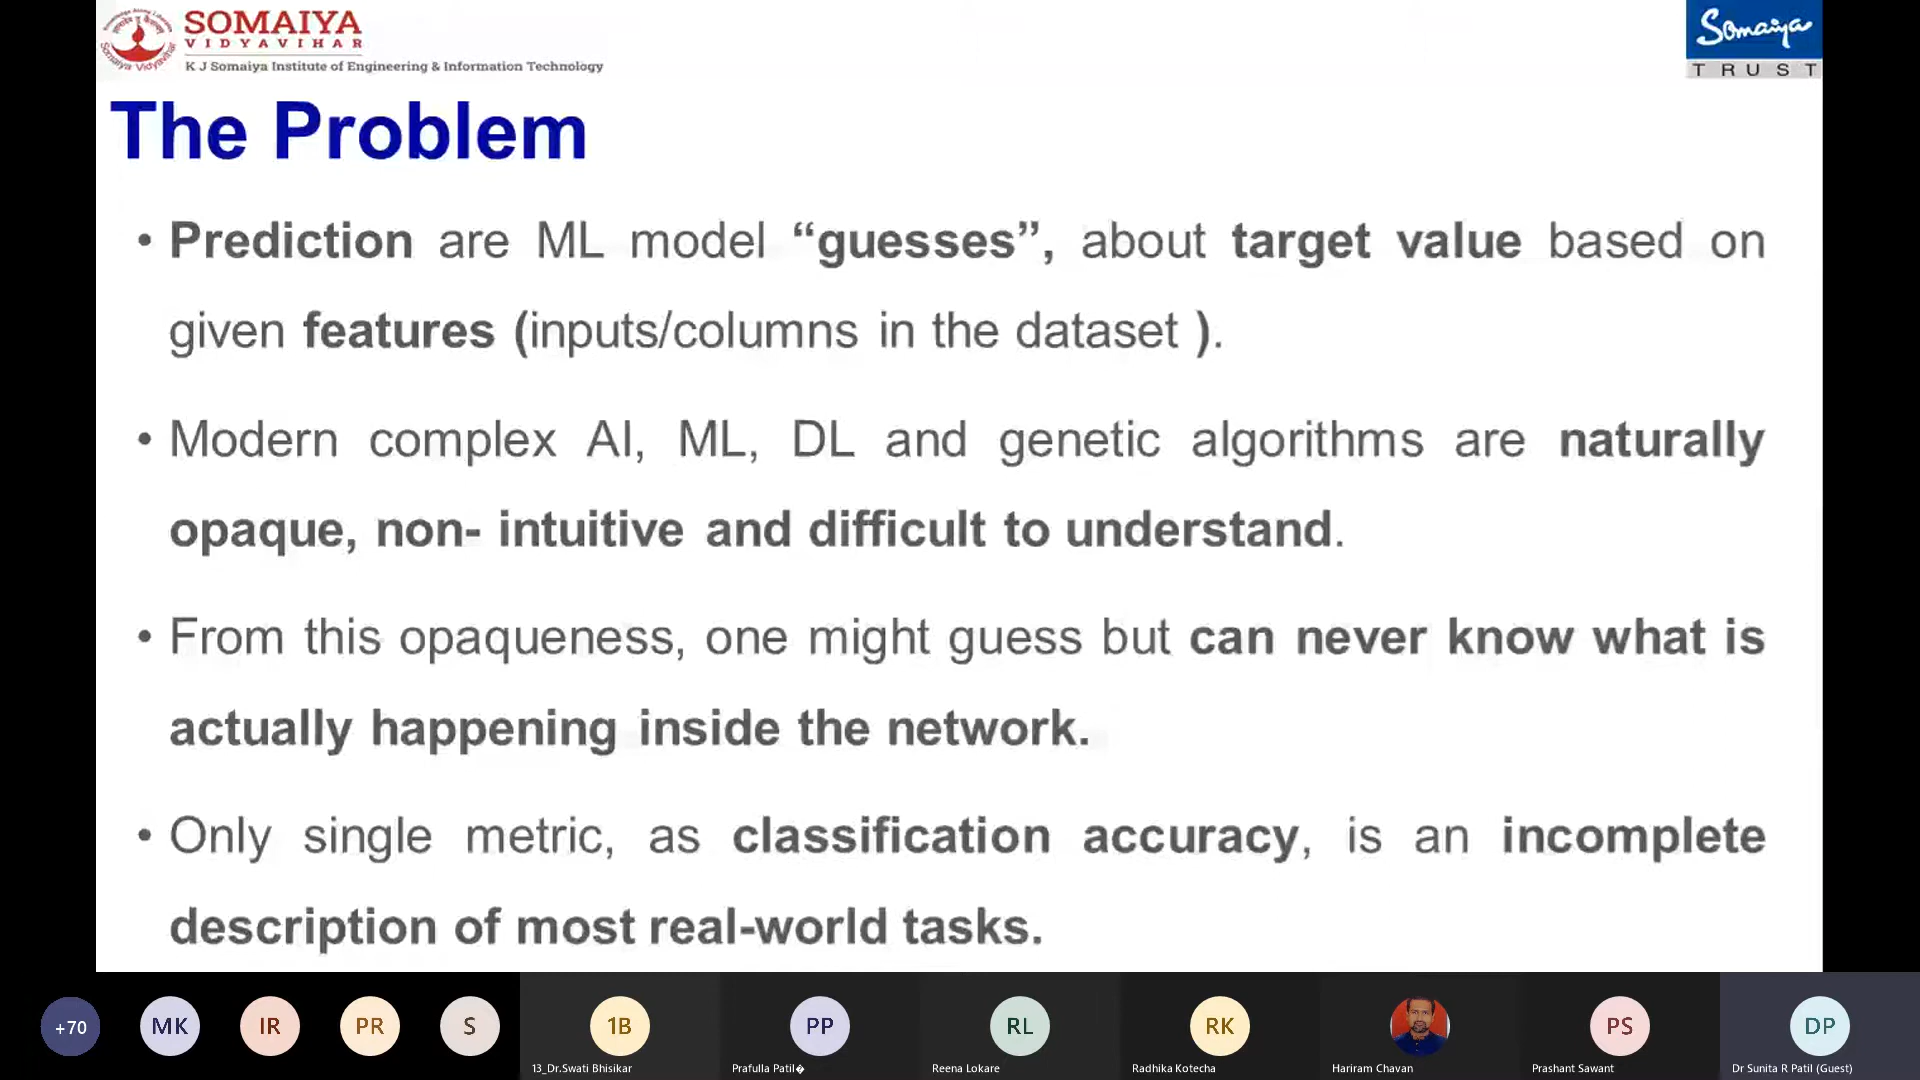 SOMAIYA
VIDYAVIHAR
K J Somaiya Institute of Engineering & Information Technology
Somaiya
TRUST
The Problem
• Prediction are ML model “guesses”, about target value based on
given features (inputs/columns in the dataset ).
• Modern complex AI, ML, DL and genetic algorithms are naturally
opaque, non- intuitive and difficult to understand.
• From this opaqueness, one might guess but can never know what is
actually happening inside the network.
• Only single metric, as classification accuracy, is an incomplete
description of most real-world tasks.
+70
MK
IR
PR
S
1B
PP
RL
RK
PS
DP
13_Dr.Swati Bhisikar
Prafulla Patil�
Reena Lokare
Radhika Kotecha
Hariram Chavan
Prashant Sawant
Dr Sunita R Patil (Guest)